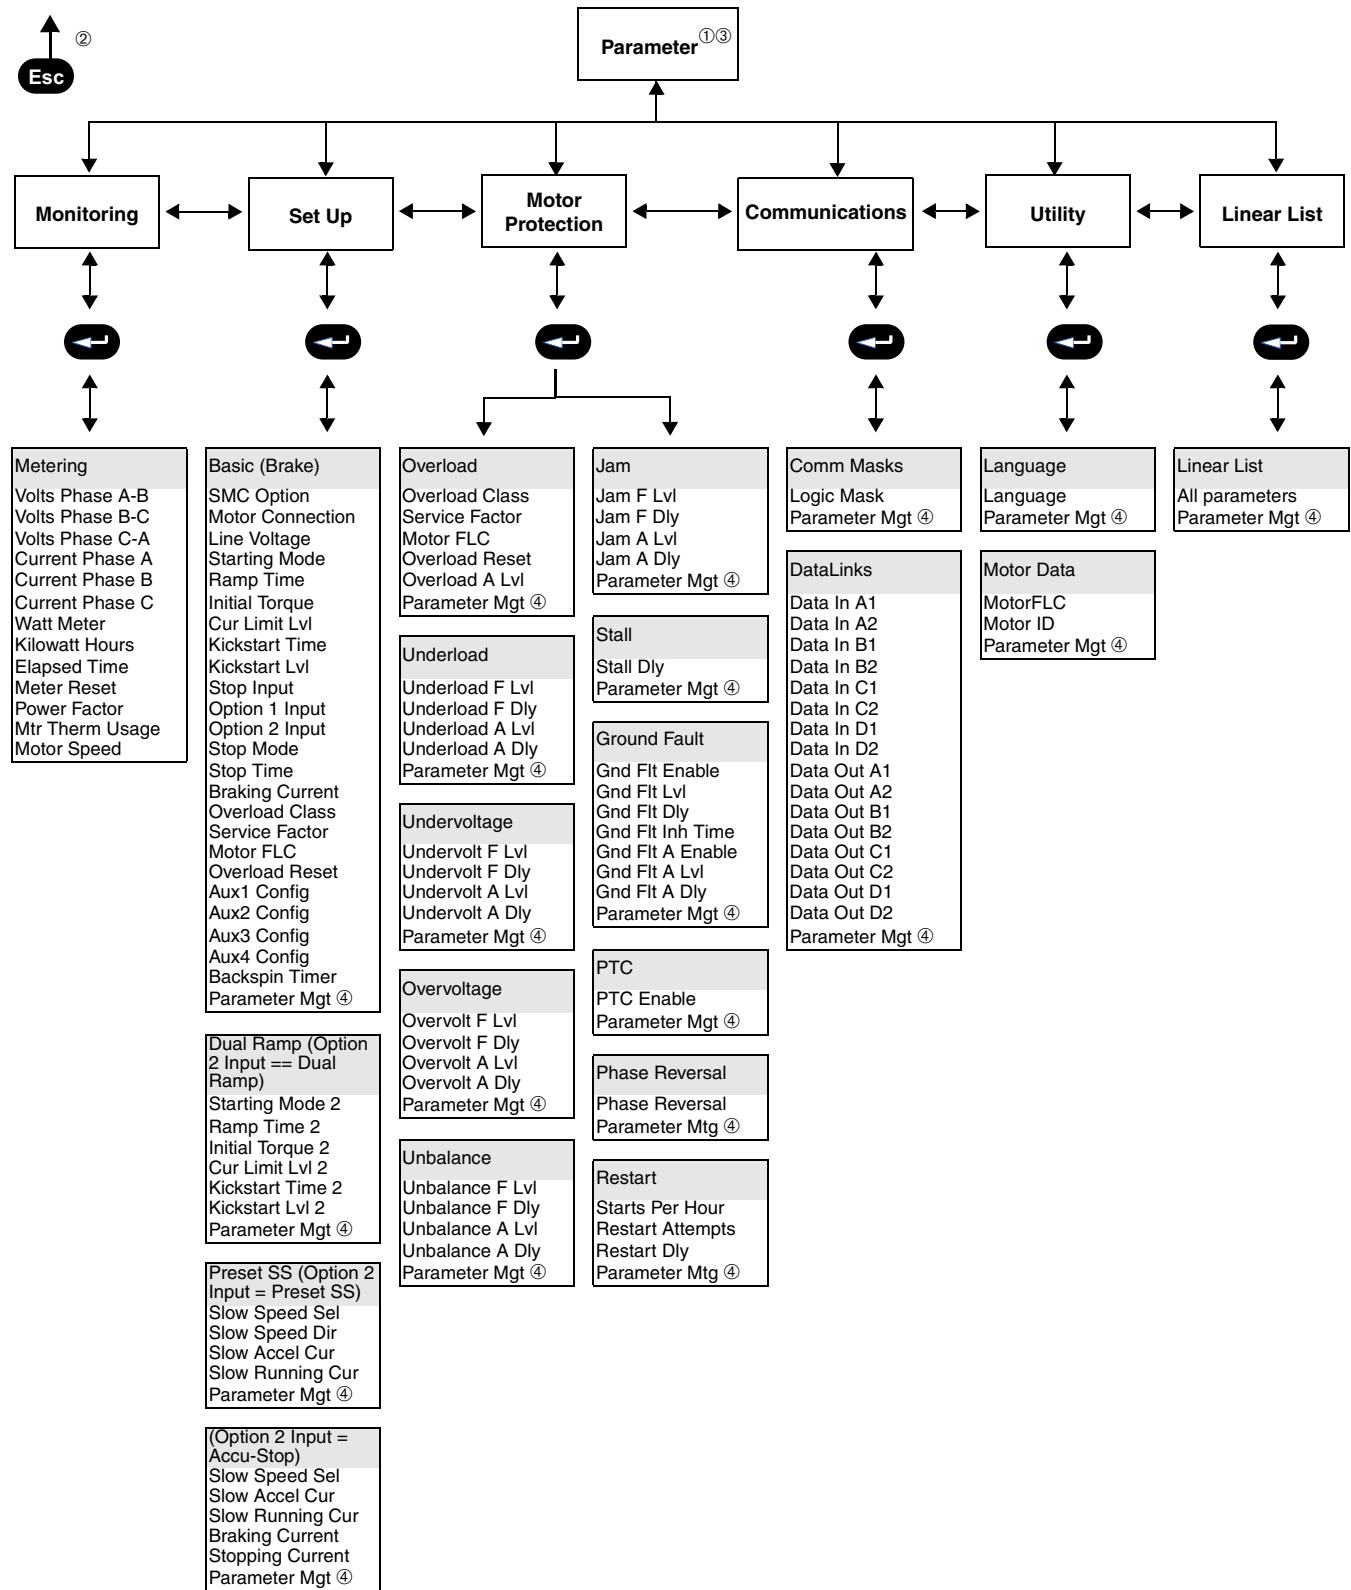 ②
Esc
Parameter①③
Monitoring
Set Up
Motor
Protection
Communications
Utility
Linear List
Metering
Volts Phase A-B
Volts Phase B-C
Volts Phase C-A
Current Phase A
Current Phase B
Current Phase C
Watt Meter
Kilowatt Hours
Elapsed Time
Meter Reset
Power Factor
Mtr Therm Usage
Motor Speed
Basic (Brake)
SMC Option
Motor Connection
Line Voltage
Starting Mode
Ramp Time
Initial Torque
Cur Limit Lvl
Kickstart Time
Kickstart Lvl
Stop Input
Option 1 Input
Option 2 Input
Stop Mode
Stop Time
Braking Current
Overload Class
Service Factor
Motor FLC
Overload Reset
Aux1 Config
Aux2 Config
Aux3 Config
Aux4 Config
Backspin Timer
Parameter Mgt ④
Dual Ramp (Option
2 Input == Dual
Ramp)
Starting Mode 2
Ramp Time 2
Initial Torque 2
Cur Limit Lvl 2
Kickstart Time 2
Kickstart Lvl 2
Parameter Mgt ④
Preset SS (Option 2
Input = Preset SS)
Slow Speed Sel
Slow Speed Dir
Slow Accel Cur
Slow Running Cur
Parameter Mgt ④
(Option 2 Input =
Accu-Stop)
Slow Speed Sel
Slow Accel Cur
Slow Running Cur
Braking Current
Stopping Current
Parameter Mgt ④
Overload
Overload Class
Service Factor
Motor FLC
Overload Reset
Overload A Lvl
Parameter Mgt ④
Underload
Underload F Lvl
Underload F Dly
Underload A Lvl
Underload A Dly
Parameter Mgt ④
Undervoltage
Undervolt F Lvl
Undervolt F Dly
Undervolt A Lvl
Undervolt A Dly
Parameter Mgt ④
Overvoltage
Overvolt F Lvl
Overvolt F Dly
Overvolt A Lvl
Overvolt A Dly
Parameter Mgt ④
Unbalance
Unbalance F Lvl
Unbalance F Dly
Unbalance A Lvl
Unbalance A Dly
Parameter Mgt ④
Jam
Jam F Lvl
Jam F Dly
Jam A Lvl
Jam A Dly
Parameter Mgt ④
Stall
Stall Dly
Parameter Mgt ④
Ground Fault
Gnd Flt Enable
Gnd Flt Lvl
Gnd Flt Dly
Gnd Flt Inh Time
Gnd Flt A Enable
Gnd Flt A Lvl
Gnd Flt A Dly
Parameter Mgt ④
PTC
PTC Enable
Parameter Mgt ④
Phase Reversal
Phase Reversal
Parameter Mtg ④
Restart
Starts Per Hour
Restart Attempts
Restart Dly
Parameter Mtg ④
Comm Masks
Logic Mask
Parameter Mgt ④
DataLinks
Data In A1
Data In A2
Data In B1
Data In B2
Data In C1
Data In C2
Data In D1
Data In D2
Data Out A1
Data Out A2
Data Out B1
Data Out B2
Data Out C1
Data Out C2
Data Out D1
Data Out D2
Parameter Mgt ④
Language
Language
Parameter Mgt ④
Motor Data
MotorFLC
Motor ID
Parameter Mgt ④
Linear List
All parameters
Parameter Mgt ④